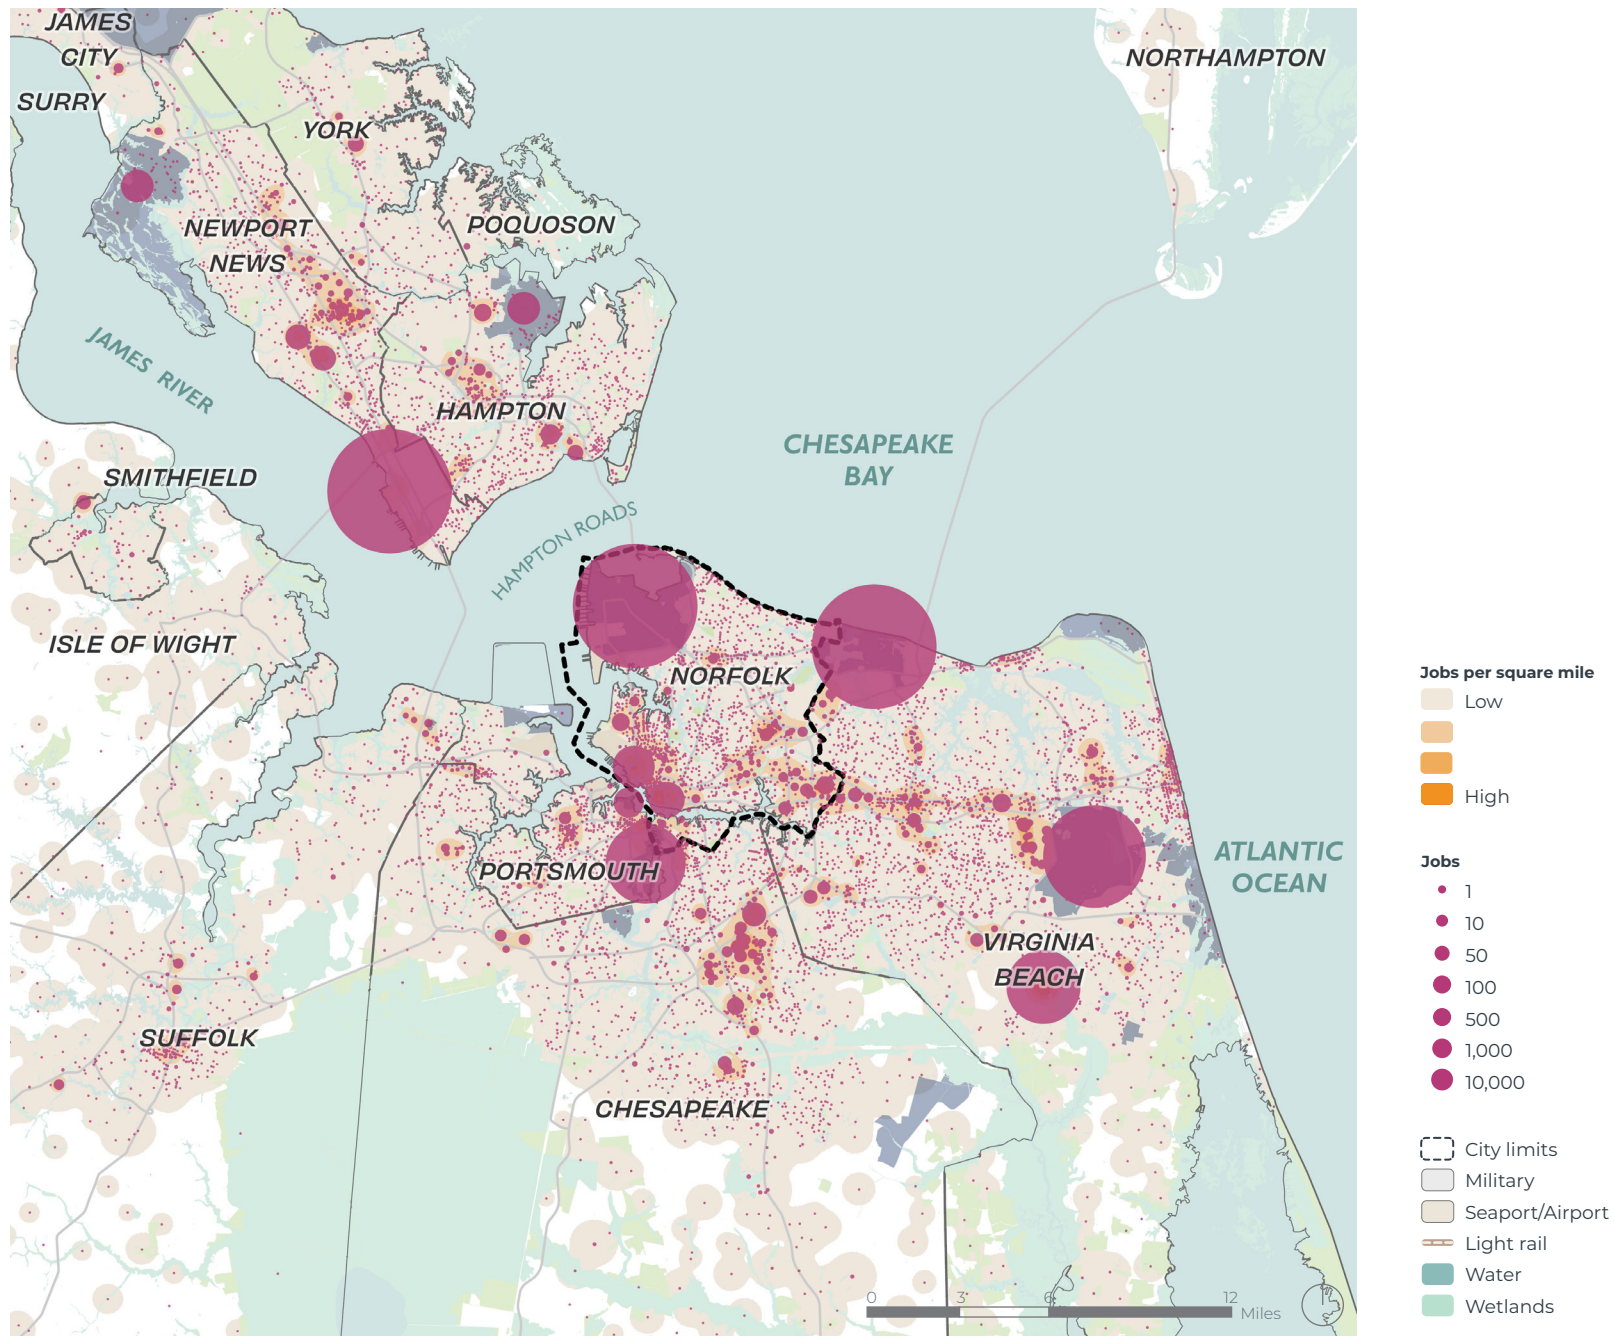 JAMES
CITY
SURRY
YORK
NORTHAMPTON
NEWPORT
NEWS
POQUOSON
JAMES RIVER
HAMPTON
SMITHFIELD
CHESAPEAKE
BAY
HAMPTON ROADS
ISLE OF WIGHT
NORFOLK
PORTSMOUTH
ATLANTIC
OCEAN
VIRGINIA
BEACH
SUFFOLK
CHESAPEAKE
0 3 6 12
Miles
Jobs per square mile
Low
High
Jobs
1
10
50
100
500
1,000
10,000
City limits
Military
Seaport/Airport
Light rail
Water
Wetlands